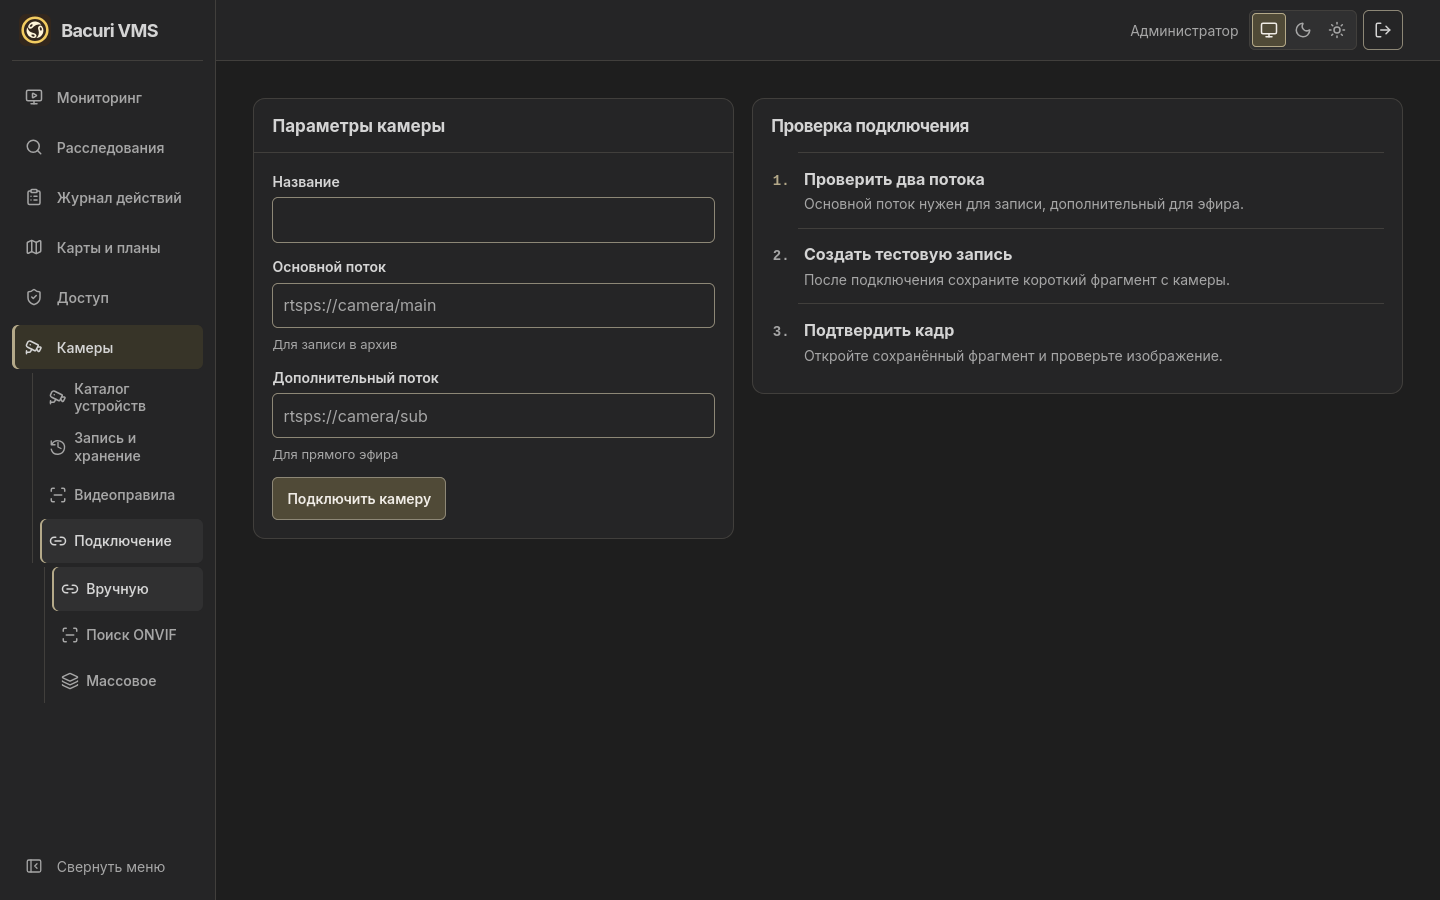 Bacuri VMS
Администратор
Мониторинг
Расследования
Журнал действий
Карты и планы
Доступ
Камеры
Каталог
устройств
Запись и
хранение
Видеоправила
Подключение
Вручную
Поиск ONVIF
Массовое
Свернуть меню
Параметры камеры
Название
Основной поток
rtsps://camera/main
Для записи в архив
Дополнительный поток
rtsps://camera/sub
Для прямого эфира
Подключить камеру
Проверка подключения
1. Проверить два потока
Основной поток нужен для записи, дополнительный для эфира.
2. Создать тестовую запись
После подключения сохраните короткий фрагмент с камеры.
3. Подтвердить кадр
Откройте сохранённый фрагмент и проверьте изображение.